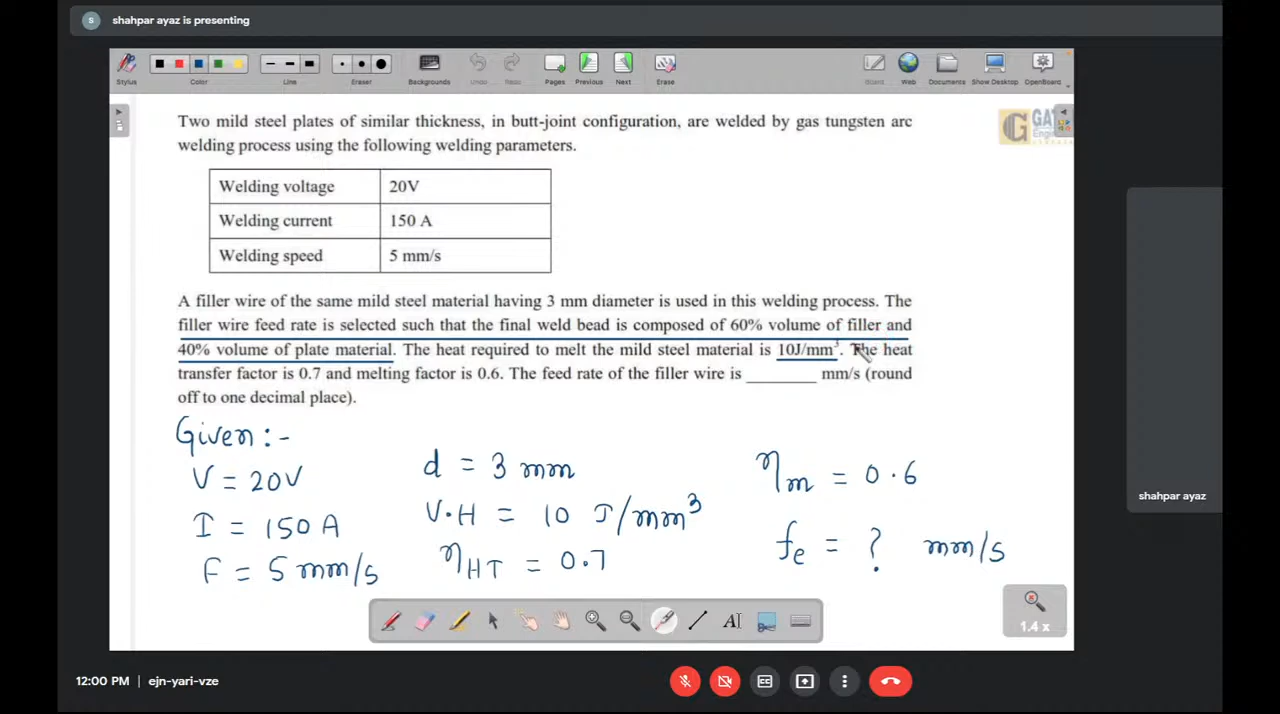 S shahpar ayaz is presenting
Stylus Color Line Eraser Backgrounds Undo Redo Pages Previous Next Erase Board Web Documents Show Desktop OpenBoard
Two mild steel plates of similar thickness, in butt-joint configuration, are welded by gas tungsten arc
welding process using the following welding parameters.
Welding voltage 20V
Welding current 150 A
Welding speed 5 mm/s
A filler wire of the same mild steel material having 3 mm diameter is used in this welding process. The
filler wire feed rate is selected such that the final weld bead is composed of 60% volume of filler and
40% volume of plate material. The heat required to melt the mild steel material is 10J/mm³. The heat
transfer factor is 0.7 and melting factor is 0.6. The feed rate of the filler wire is ________ mm/s (round
off to one decimal place).
Given :-
V = 20V
I = 150 A
F = 5 mm/s
d = 3 mm
V.H = 10 J/mm³
ηHT = 0.7
ηm = 0.6
fe = ? mm/s
1.4 x
shahpar ayaz
12:00 PM | ejn-yari-vze